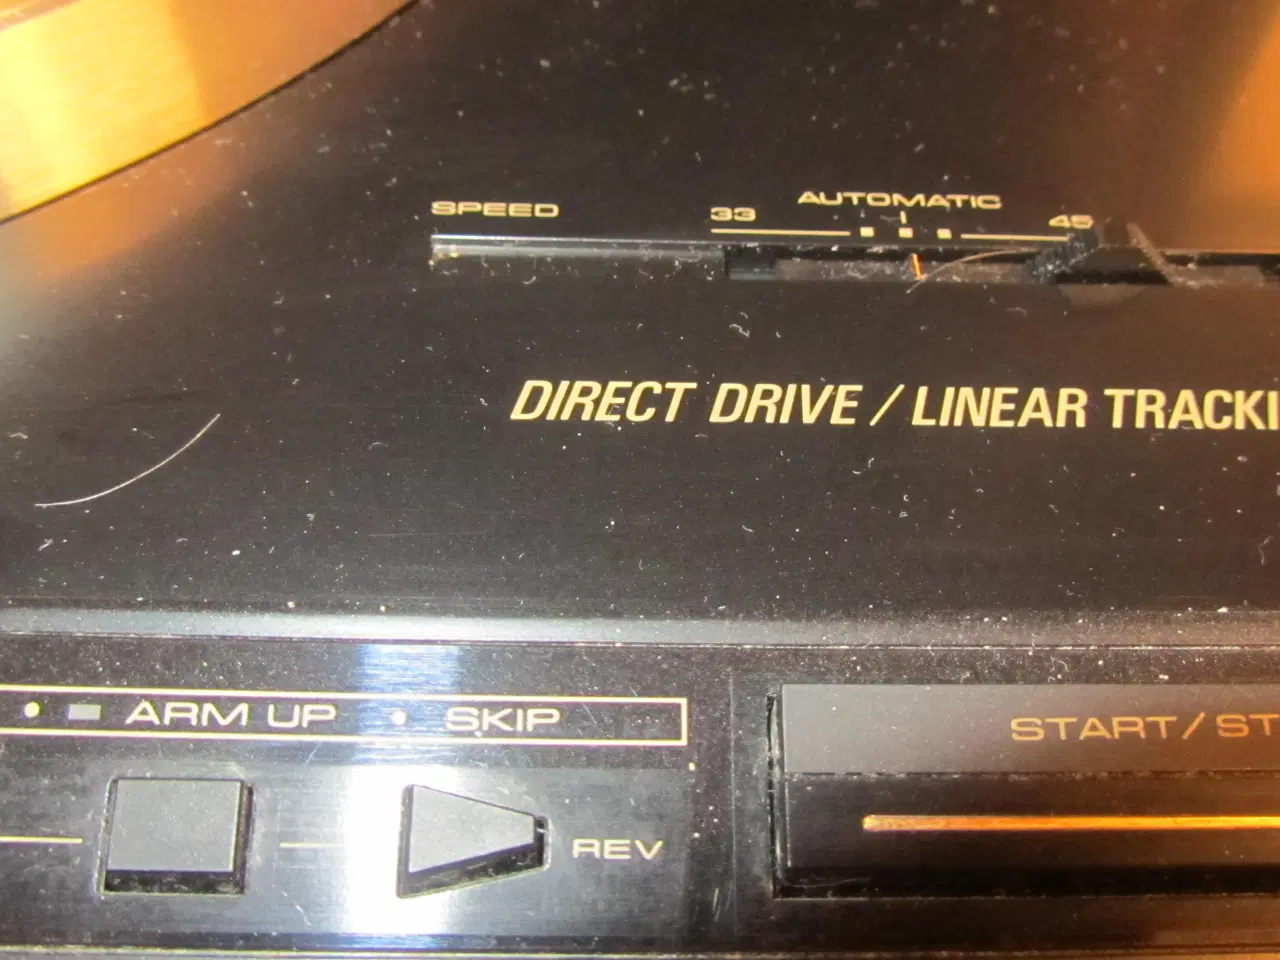 SPEED 33 AUTOMATIC 45
DIRECT DRIVE / LINEAR TRACKI
ARM UP SKIP
START/ST
REV